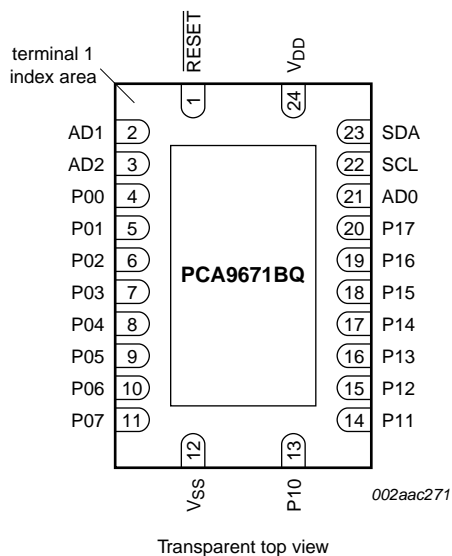 terminal 1
index area
RESET
VDD
1
24
AD1 2
23 SDA
AD2 3
22 SCL
P00 4
21 AD0
P01 5
20 P17
P02 6
19 P16
PCA9671BQ
P03 7
18 P15
P04 8
17 P14
P05 9
16 P13
P06 10
15 P12
P07 11
14 P11
12
13
VSS
P10
002aac271
Transparent top view